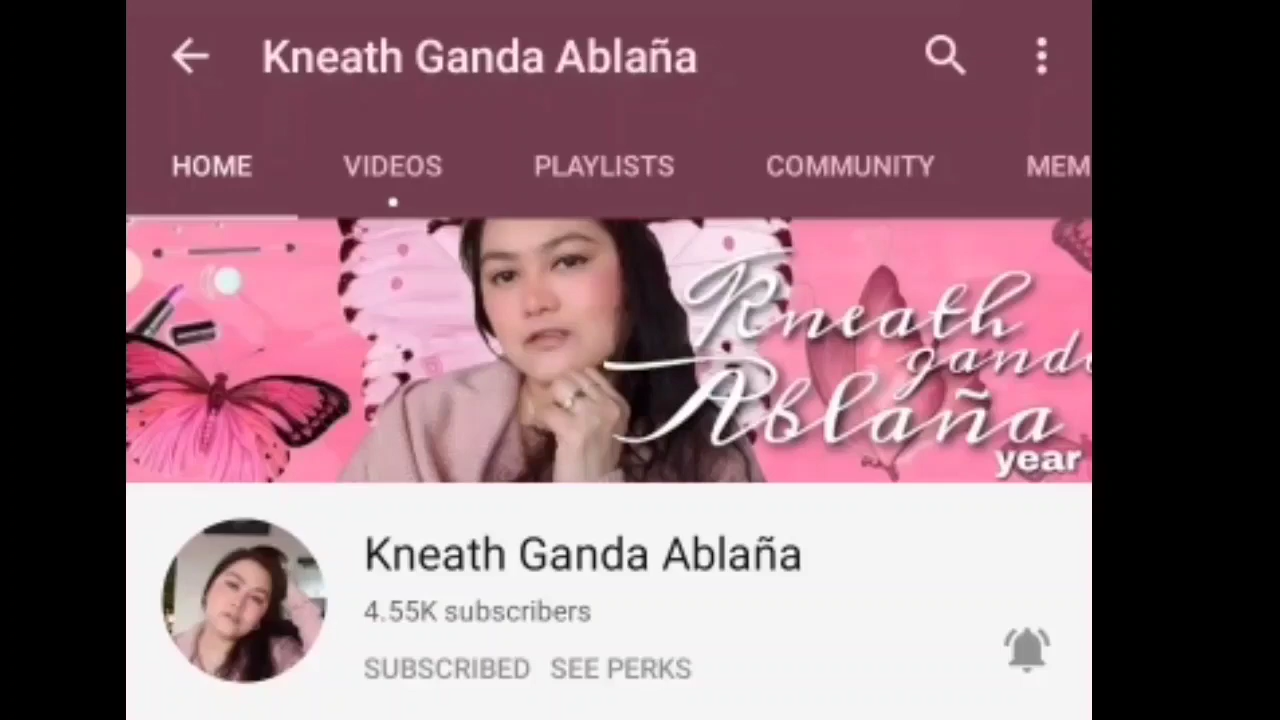 Kneath Ganda Ablaña
HOME VIDEOS PLAYLISTS COMMUNITY MEM
Kneath
gand
Ablaña
year
Kneath Ganda Ablaña
4.55K subscribers
SUBSCRIBED SEE PERKS